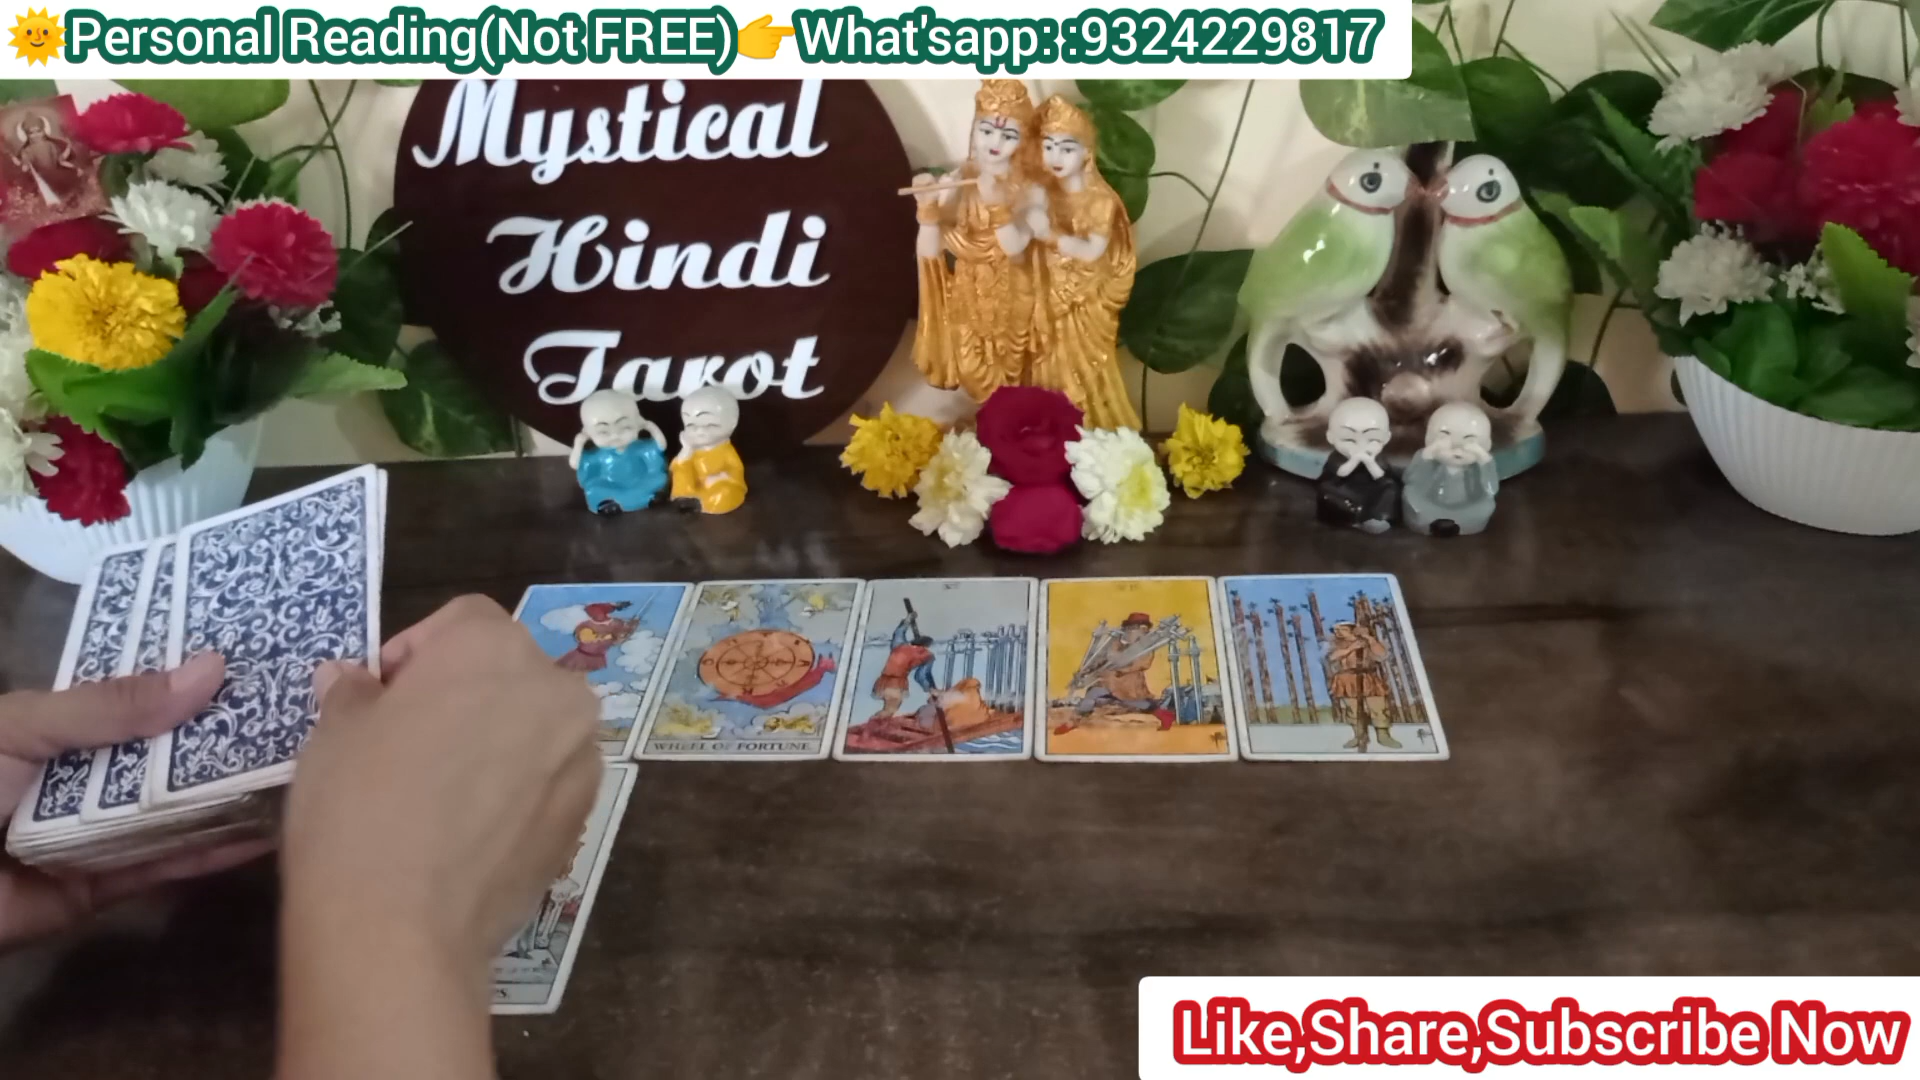 Personal Reading(Not FREE)👉What'sapp: :9324229817
Mystical
Hindi
Tarot
WHEEL OF FORTUNE.
Like,Share,Subscribe Now